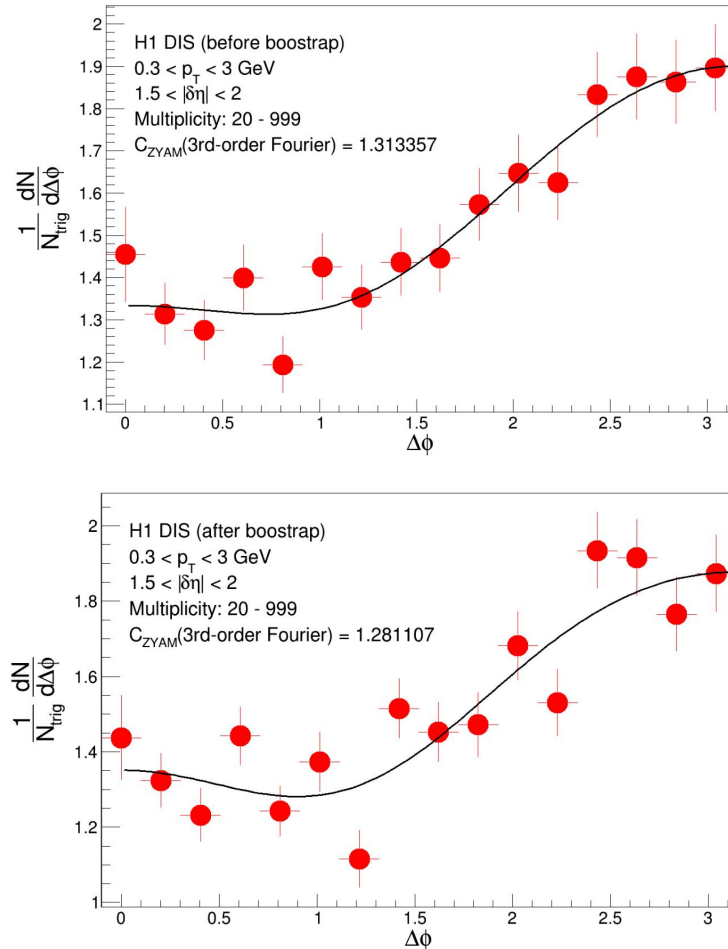 H1 DIS (before boostrap)
0.3 < p_T < 3 GeV
1.5 < |δη| < 2
Multiplicity: 20 - 999
C_ZYAM(3rd-order Fourier) = 1.313357
1/N_trig dN/dΔϕ
2
1.9
1.8
1.7
1.6
1.5
1.4
1.3
1.2
1.1
0 0.5 1 1.5 2 2.5 3
Δϕ
H1 DIS (after boostrap)
0.3 < p_T < 3 GeV
1.5 < |δη| < 2
Multiplicity: 20 - 999
C_ZYAM(3rd-order Fourier) = 1.281107
1/N_trig dN/dΔϕ
2
1.8
1.6
1.4
1.2
1
0 0.5 1 1.5 2 2.5 3
Δϕ